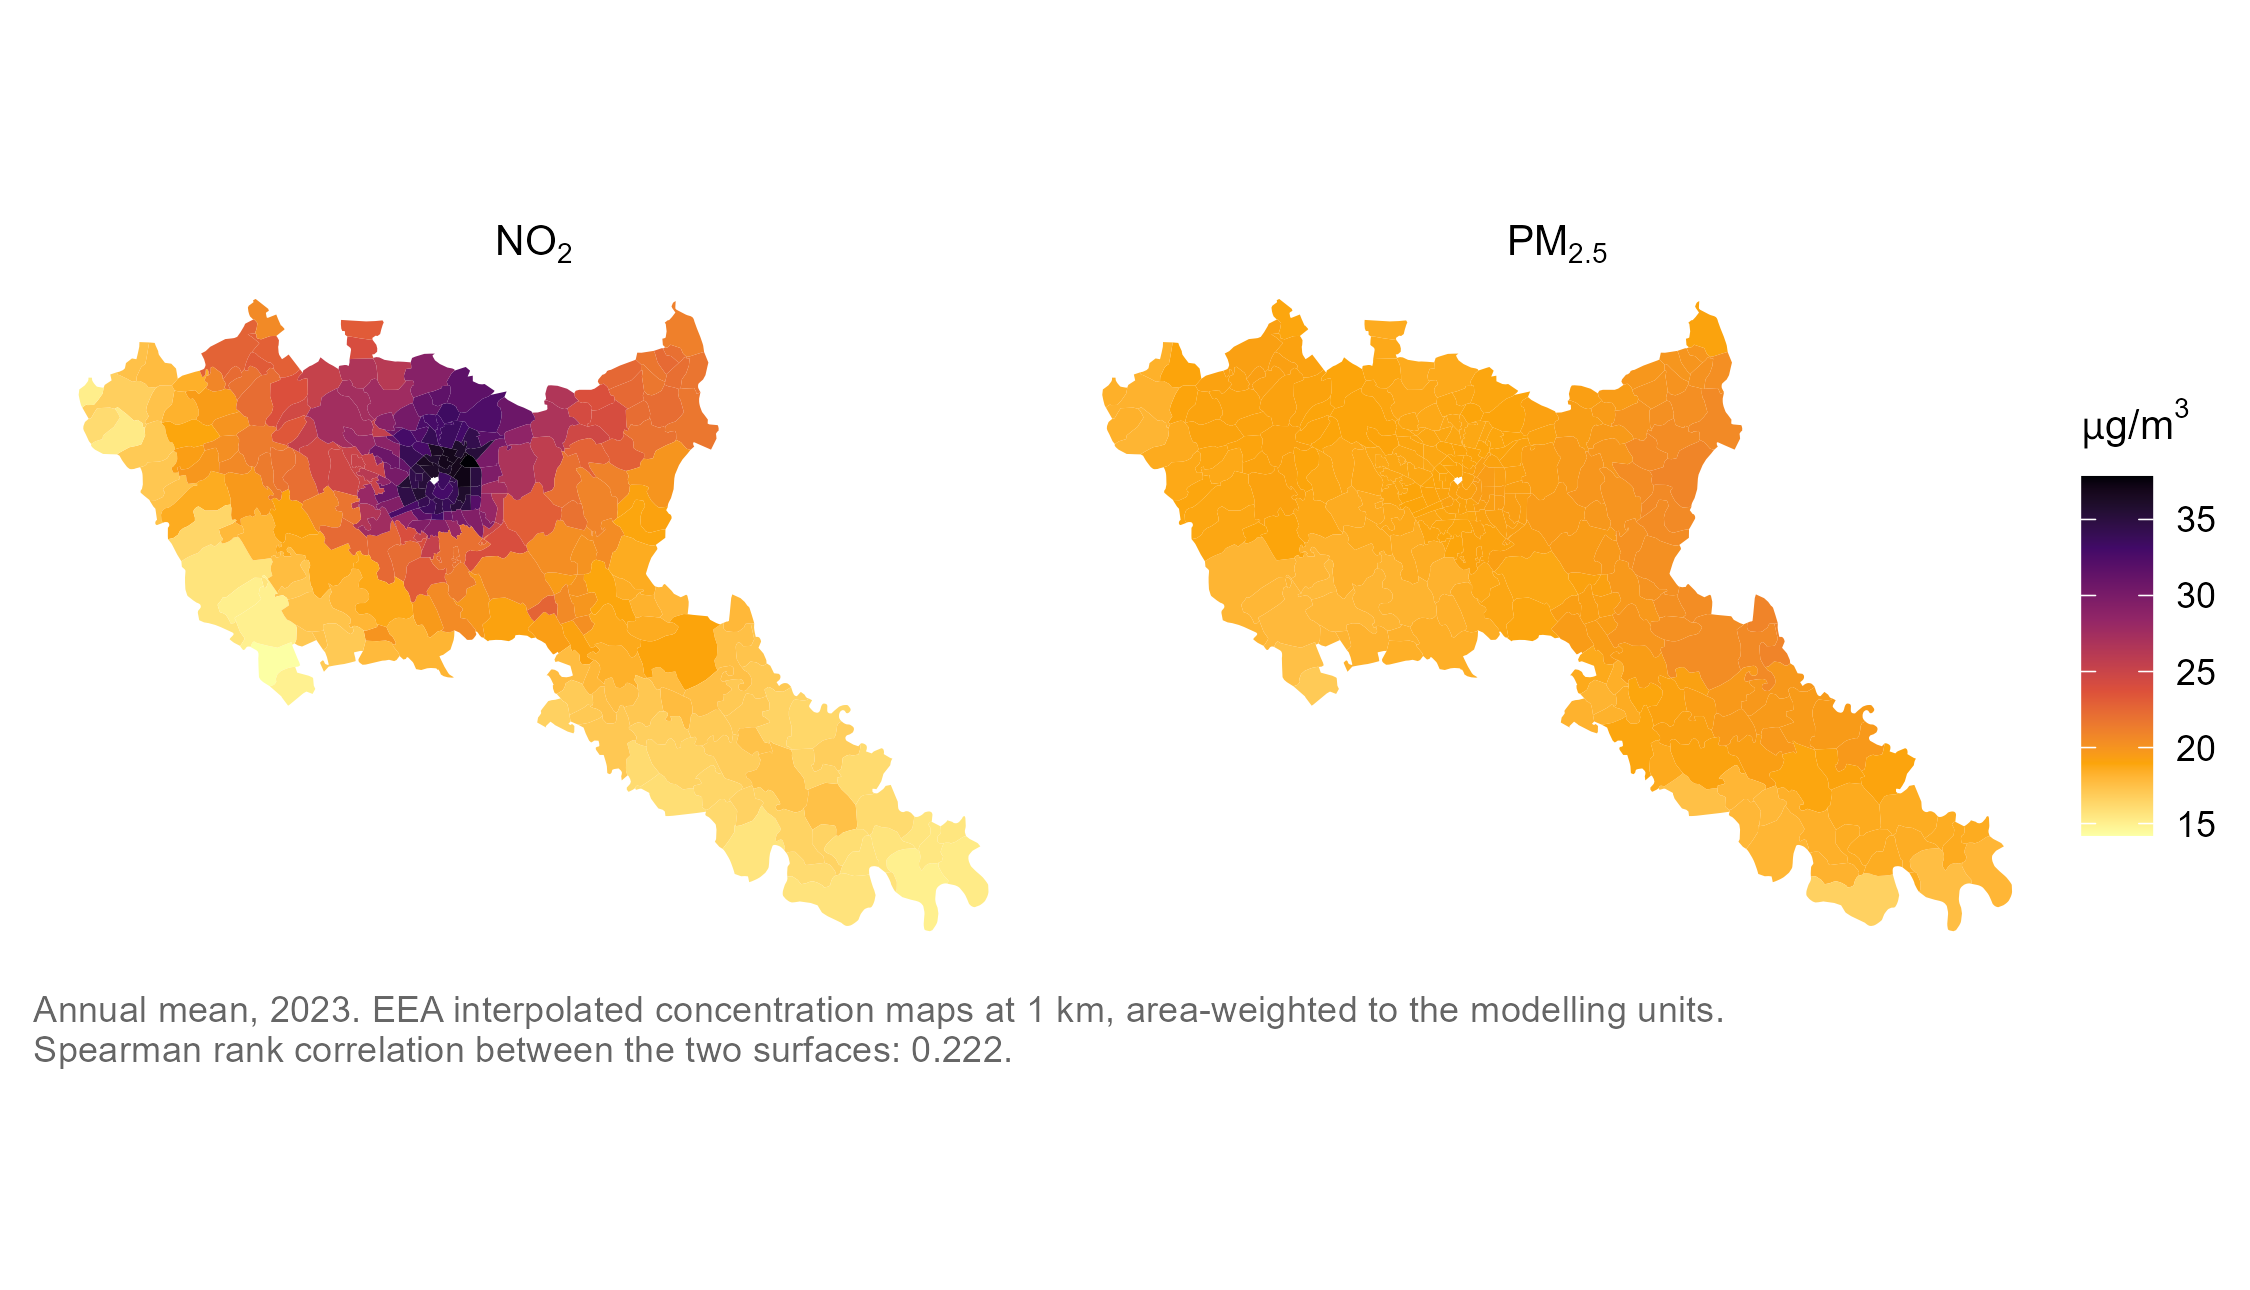 NO₂
PM₂.₅
µg/m³
35
30
25
20
15
Annual mean, 2023. EEA interpolated concentration maps at 1 km, area-weighted to the modelling units.
Spearman rank correlation between the two surfaces: 0.222.